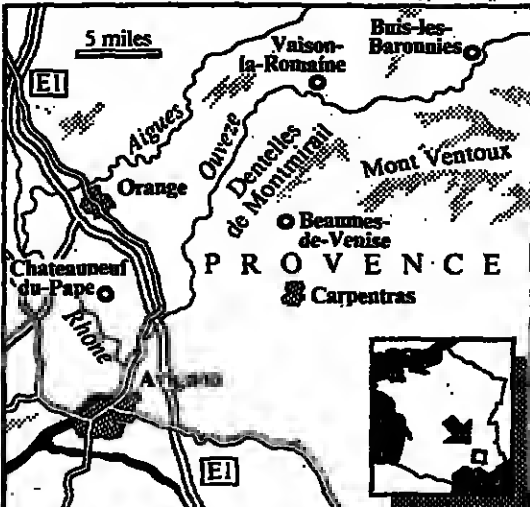 5 miles
E1
Vaison-
la-Romaine
Buis-les-
Baronnies
Aigues
Ouveze
Orange
Dentelles
de Montmirail
Mont Ventoux
Beaumes-
de-Venise
PROVENCE
Chateauneuf
du-Pape
Carpentras
Rhone
Avignon
E1